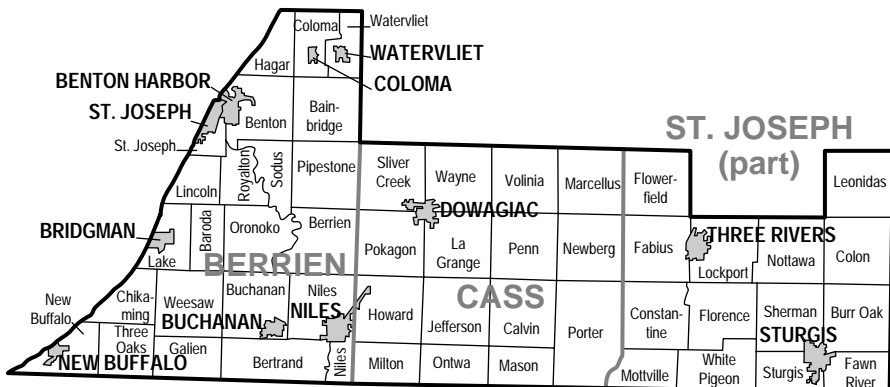 Coloma
Watervliet
WATERVLIET
COLOMA
Hagar
BENTON HARBOR
ST. JOSEPH
Benton
Bain-
bridge
St. Joseph
ST. JOSEPH
(part)
Royalton
Sodus
Pipestone
Sliver
Creek
Wayne
Volinia
Marcellus
Flower-
field
Leonidas
Lincoln
DOWAGIAC
BRIDGMAN
Lake
Baroda
Oronoko
Berrien
Pokagon
La
Grange
Penn
Newberg
Fabius
THREE RIVERS
Lockport
Nottawa
Colon
BERRIEN
CASS
New
Buffalo
Chika-
ming
Weesaw
Buchanan
Niles
BUCHANAN
NILES
Howard
Jefferson
Calvin
Porter
Constan-
tine
Florence
Sherman
Burr Oak
STURGIS
Three
Oaks
Galien
NEW BUFFALO
Bertrand
Niles
Milton
Ontwa
Mason
Mottville
White
Pigeon
Sturgis
Fawn
River